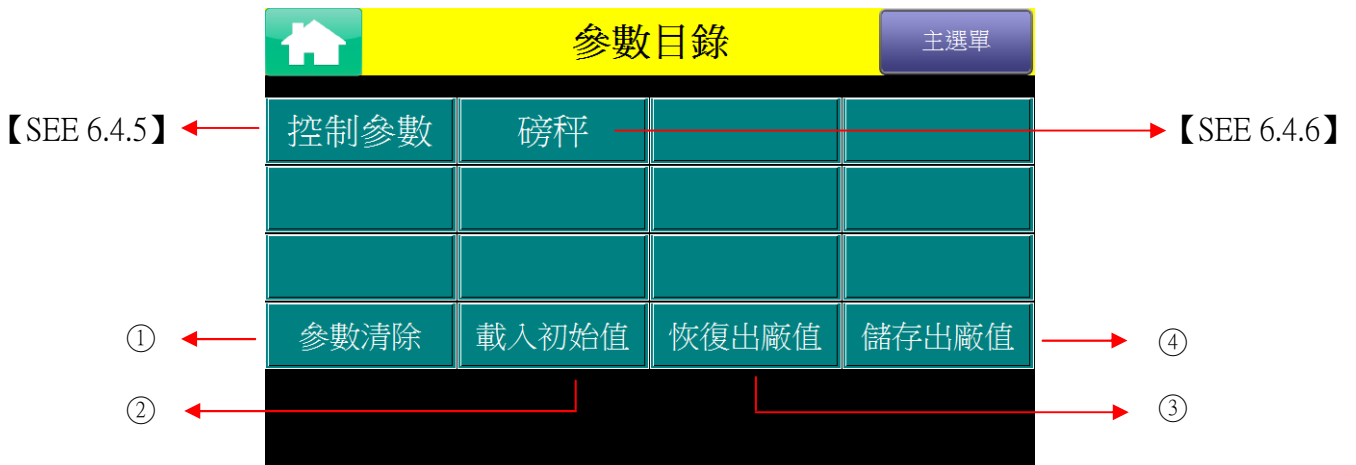 參數目錄 主選單
【SEE 6.4.5】 控制參數 磅秤 【SEE 6.4.6】
① 參數清除 載入初始值 恢復出廠值 儲存出廠值 ④
② ③